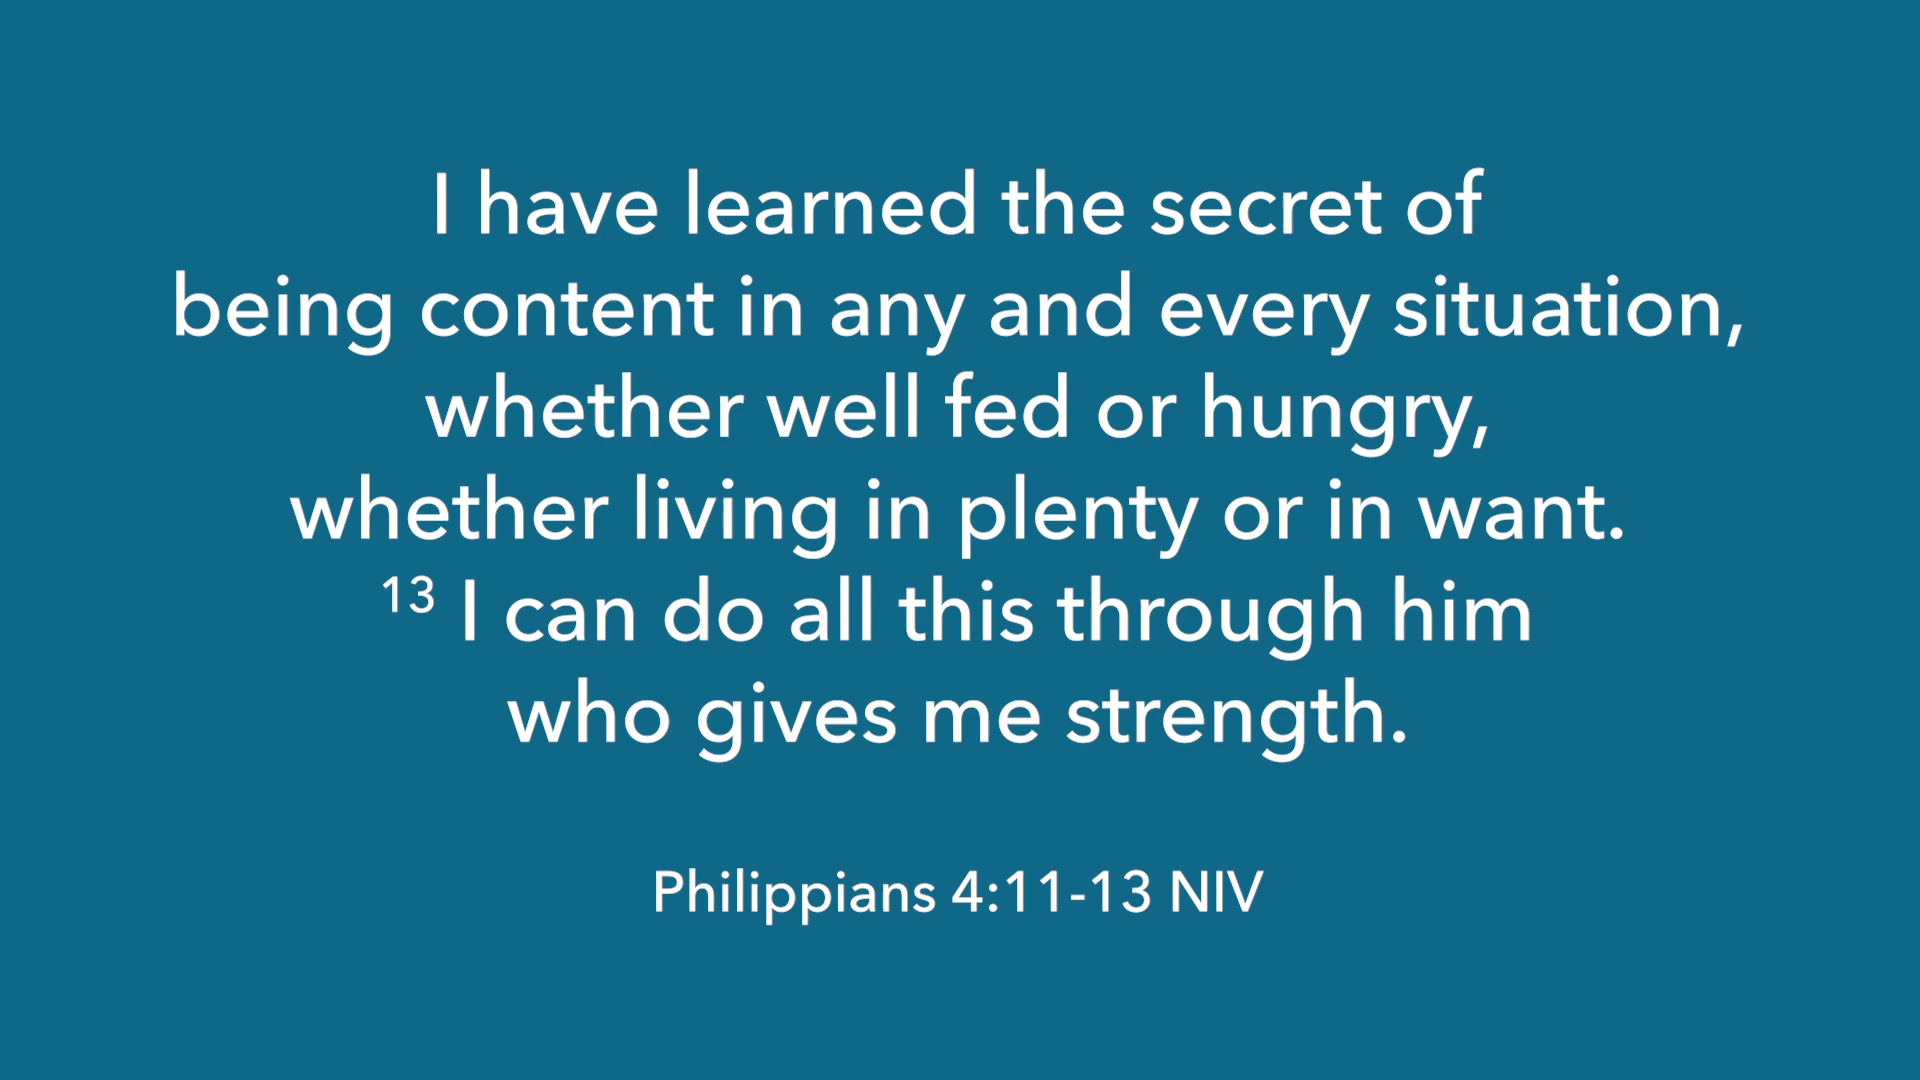 I have learned the secret of
being content in any and every situation,
whether well fed or hungry,
whether living in plenty or in want.
¹³ I can do all this through him
who gives me strength.
Philippians 4:11-13 NIV